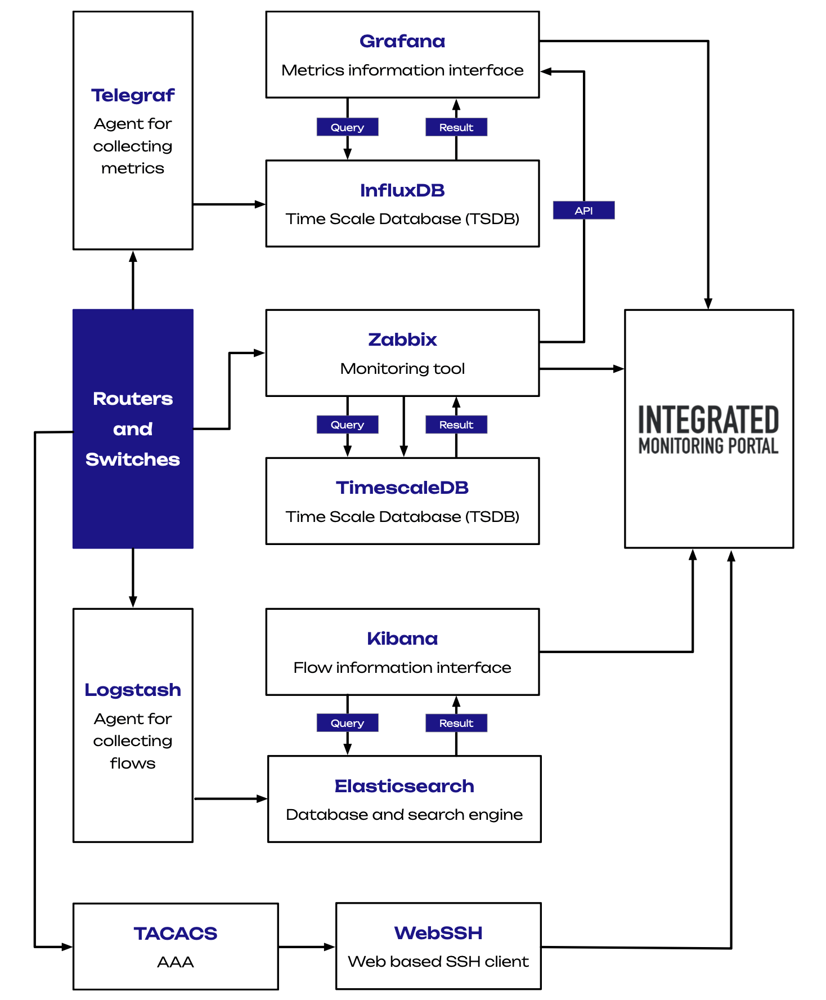 Telegraf
Agent for
collecting
metrics
Grafana
Metrics information interface
Query
Result
InfluxDB
Time Scale Database (TSDB)
API
Routers
and
Switches
Zabbix
Monitoring tool
Query
Result
TimescaleDB
Time Scale Database (TSDB)
INTEGRATED
MONITORING PORTAL
Logstash
Agent for
collecting
flows
Kibana
Flow information interface
Query
Result
Elasticsearch
Database and search engine
TACACS
AAA
WebSSH
Web based SSH client